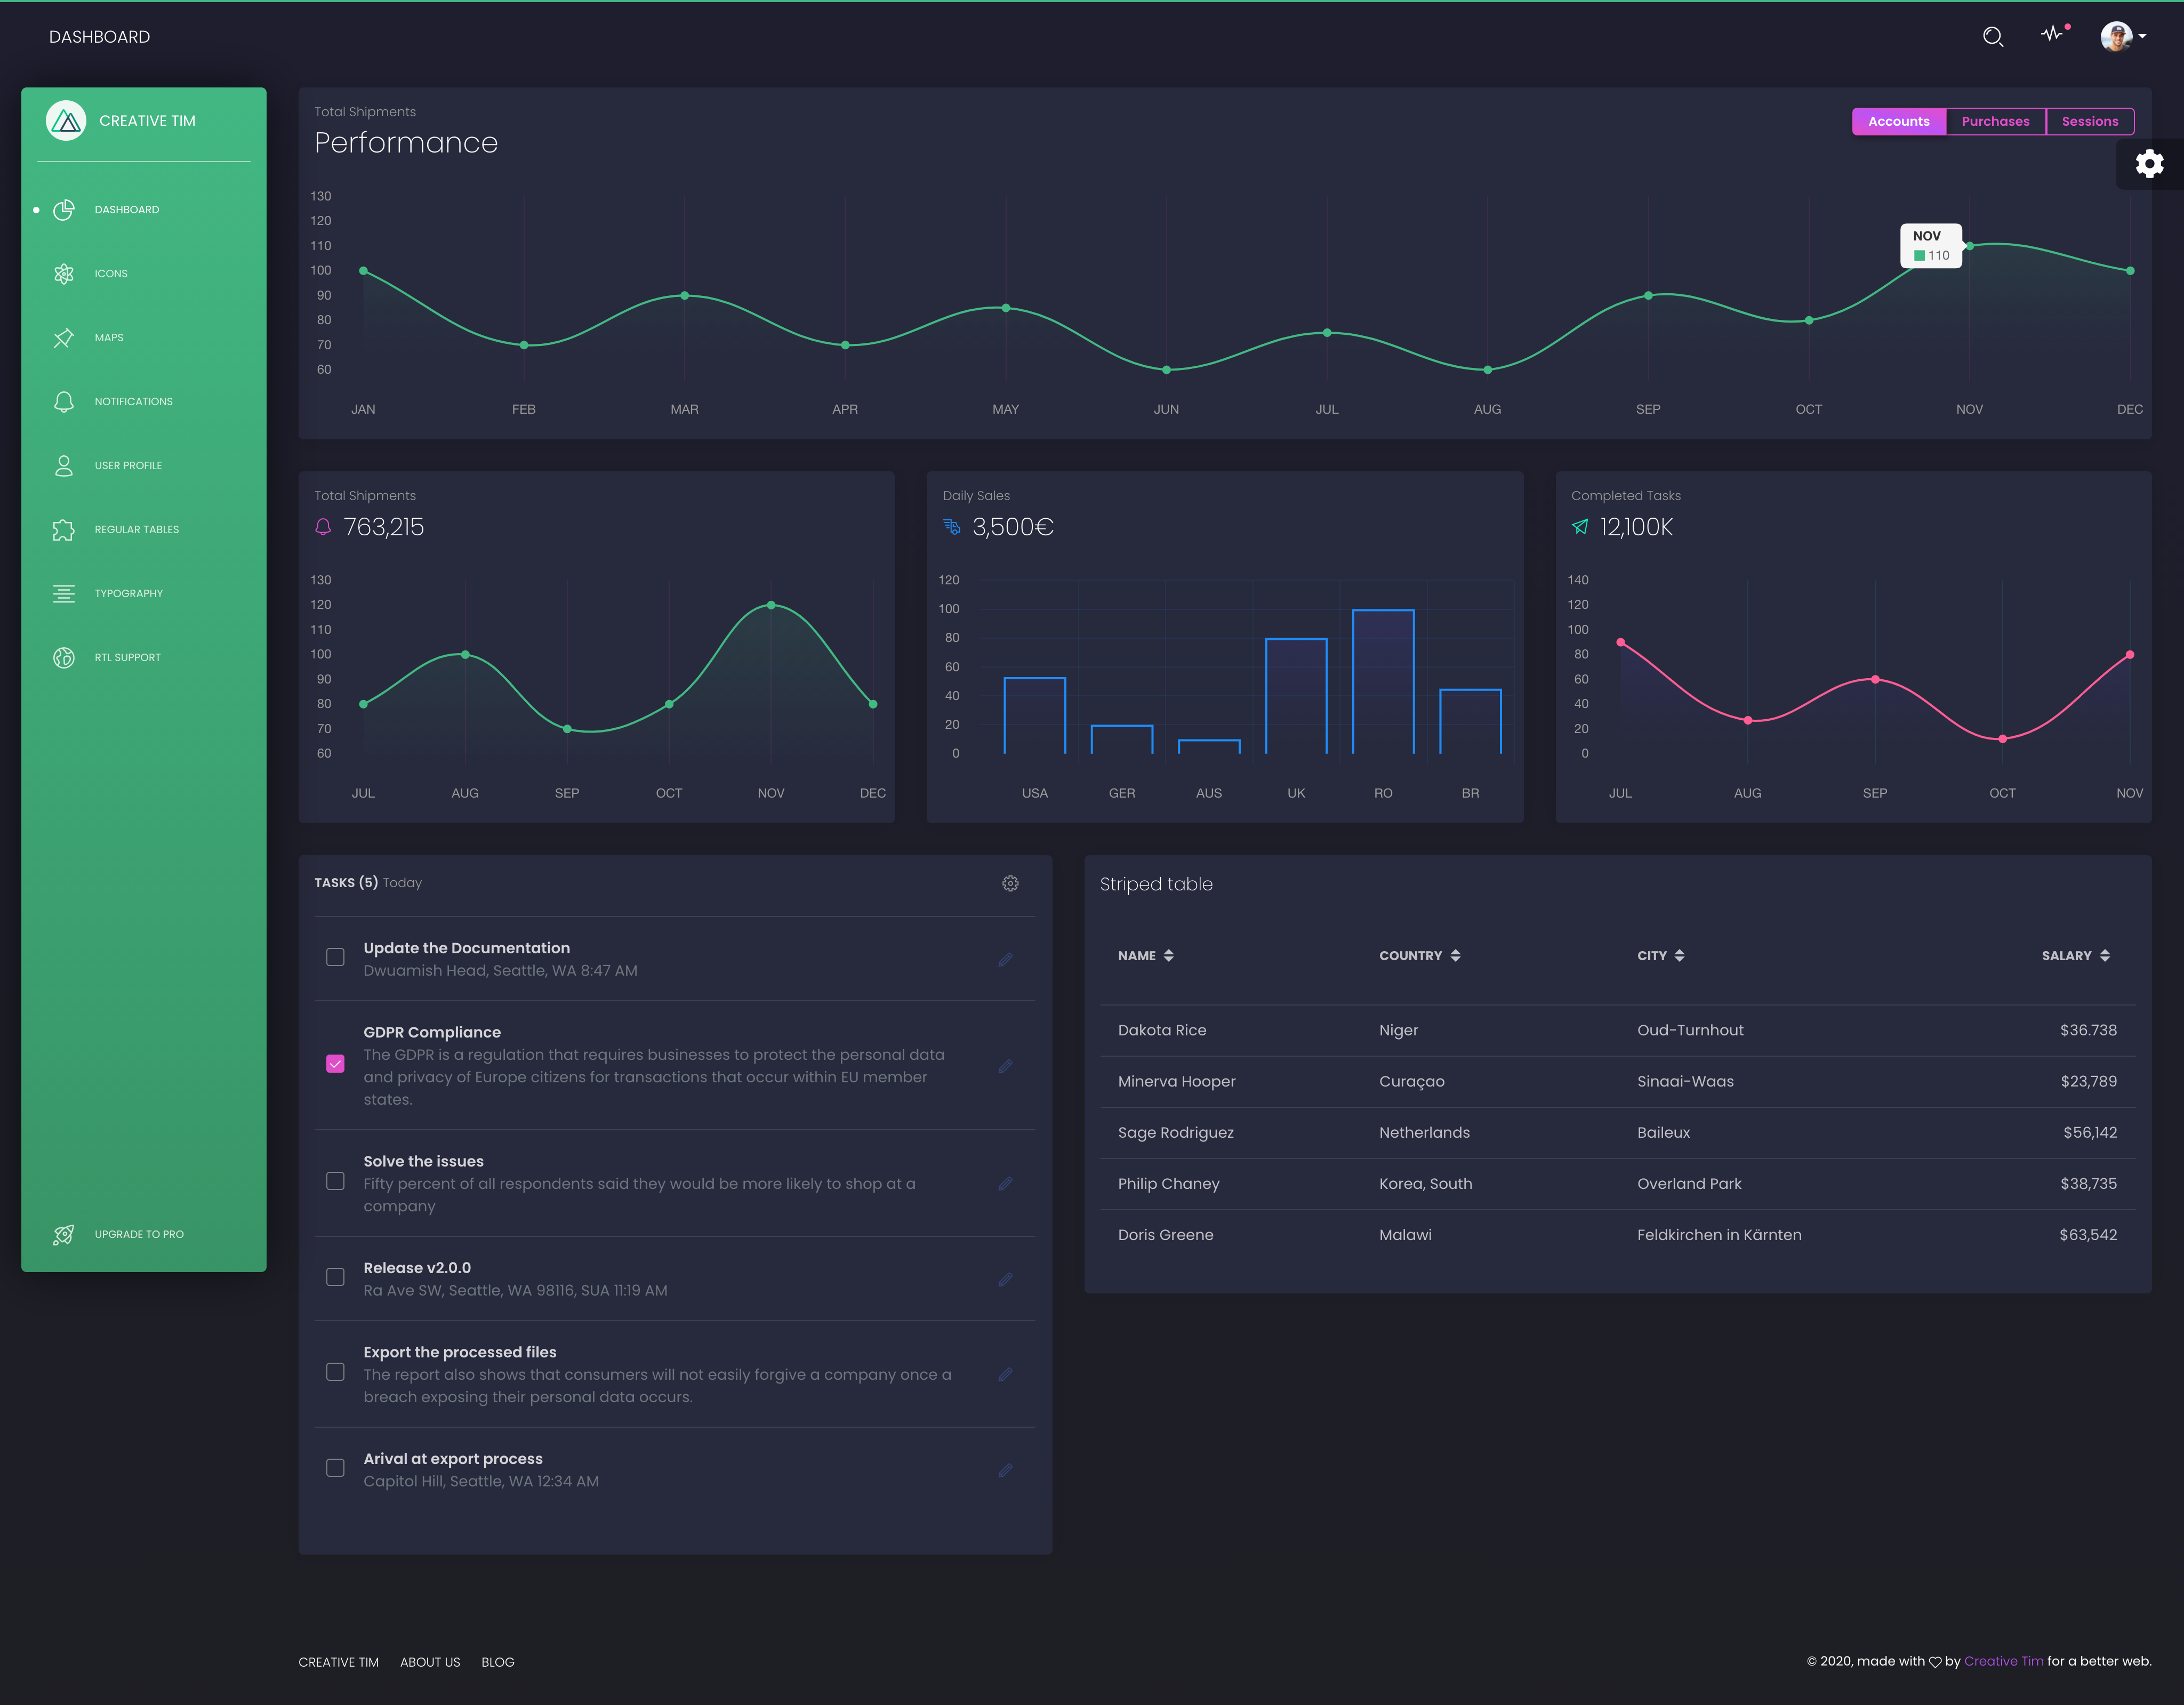 DASHBOARD
CREATIVE TIM
DASHBOARD
ICONS
MAPS
NOTIFICATIONS
USER PROFILE
REGULAR TABLES
TYPOGRAPHY
RTL SUPPORT
UPGRADE TO PRO
Total Shipments
Performance
Accounts Purchases Sessions
130
120
110
100
90
80
70
60
NOV
110
JAN FEB MAR APR MAY JUN JUL AUG SEP OCT NOV DEC
Total Shipments
763,215
130
120
110
100
90
80
70
60
JUL AUG SEP OCT NOV DEC
Daily Sales
3,500€
120
100
80
60
40
20
0
USA GER AUS UK RO BR
Completed Tasks
12,100K
140
120
100
80
60
40
20
0
JUL AUG SEP OCT NOV
TASKS (5) Today
Update the Documentation
Dwuamish Head, Seattle, WA 8:47 AM
GDPR Compliance
The GDPR is a regulation that requires businesses to protect the personal data
and privacy of Europe citizens for transactions that occur within EU member
states.
Solve the issues
Fifty percent of all respondents said they would be more likely to shop at a
company
Release v2.0.0
Ra Ave SW, Seattle, WA 98116, SUA 11:19 AM
Export the processed files
The report also shows that consumers will not easily forgive a company once a
breach exposing their personal data occurs.
Arival at export process
Capitol Hill, Seattle, WA 12:34 AM
Striped table
NAME COUNTRY CITY SALARY
Dakota Rice Niger Oud-Turnhout $36.738
Minerva Hooper Curaçao Sinaai-Waas $23,789
Sage Rodriguez Netherlands Baileux $56,142
Philip Chaney Korea, South Overland Park $38,735
Doris Greene Malawi Feldkirchen in Kärnten $63,542
CREATIVE TIM ABOUT US BLOG
© 2020, made with by Creative Tim for a better web.